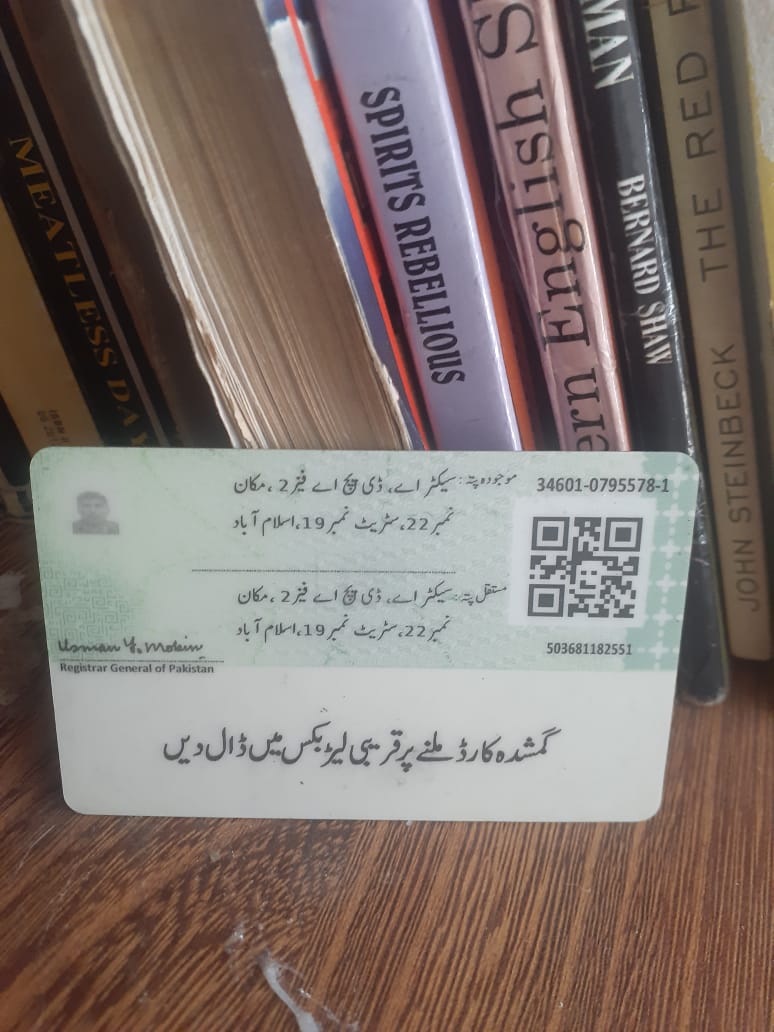 MEATLESS DAY
SPIRITS REBELLIOUS
ern English S
MAN
BERNARD SHAW
JOHN STEINBECK THE RED
موجودہ پتہ: سیکٹر اے، ڈی ایچ اے فیز 2 ، مکان
نمبر 22، سٹریٹ نمبر 19، اسلام آباد
34601-0795578-1
مستقل پتہ: سیکٹر اے، ڈی ایچ اے فیز 2 ، مکان
نمبر 22، سٹریٹ نمبر 19، اسلام آباد
503681182551
Usman Y. Mobin
Registrar General of Pakistan
گمشدہ کارڈ ملنے پر قریبی لیٹر بکس میں ڈال دیں